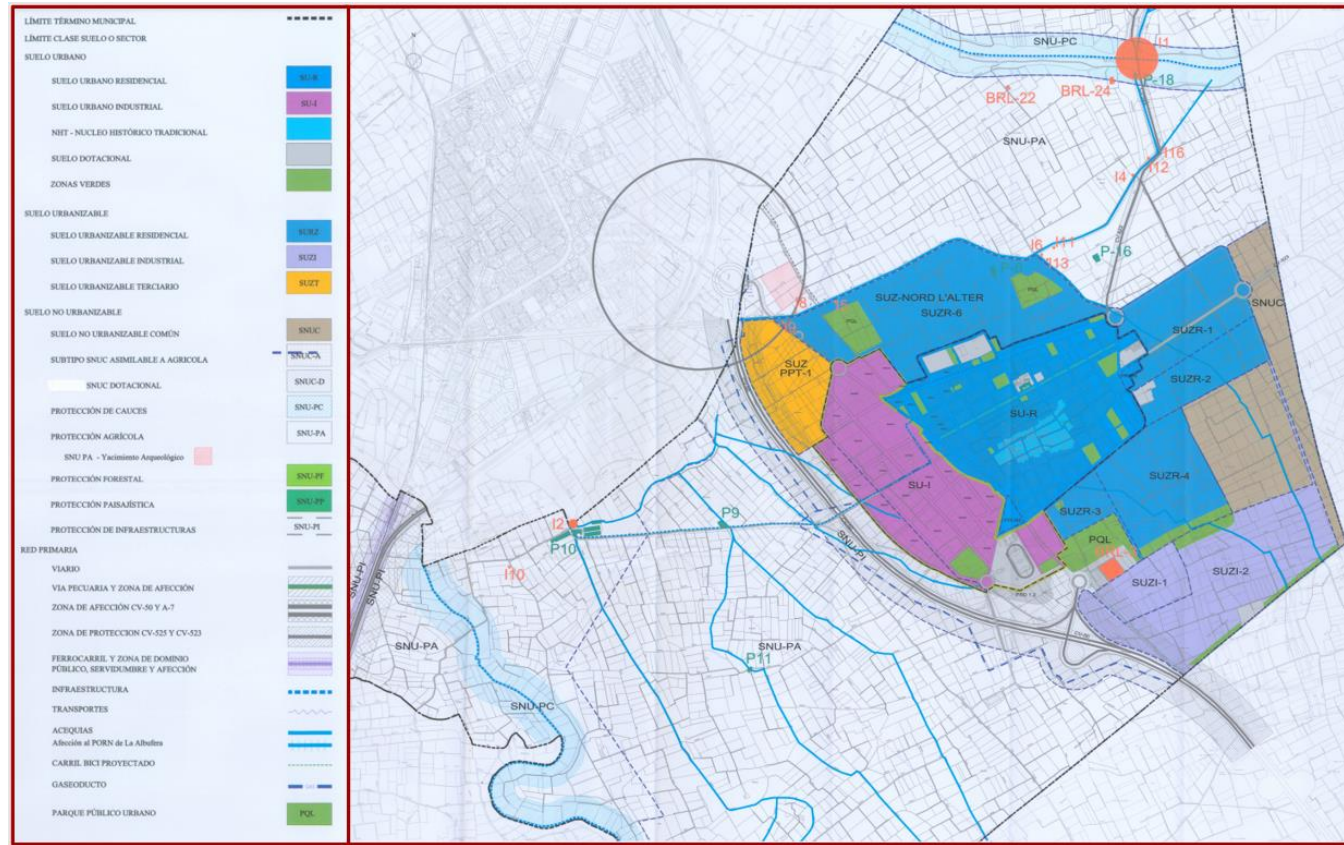 LÍMITE TÉRMINO MUNICIPAL
LÍMITE CLASE SUELO O SECTOR
SUELO URBANO
SUELO URBANO RESIDENCIAL SU-R
SUELO URBANO INDUSTRIAL SU-I
NHT - NUCLEO HISTÓRICO TRADICIONAL
SUELO DOTACIONAL
ZONAS VERDES
SUELO URBANIZABLE
SUELO URBANIZABLE RESIDENCIAL SURZ
SUELO URBANIZABLE INDUSTRIAL SUZI
SUELO URBANIZABLE TERCIARIO SUZT
SUELO NO URBANIZABLE
SUELO NO URBANIZABLE COMÚN SNUC
SUBTIPO SNUC ASIMILABLE A AGRICOLA SNUC-A
SNUC DOTACIONAL SNUC-D
PROTECCIÓN DE CAUCES SNU-PC
PROTECCIÓN AGRÍCOLA SNU-PA
SNU PA - Yacimiento Arqueológico
PROTECCIÓN FORESTAL SNU-PF
PROTECCIÓN PAISAJÍSTICA SNU-PP
PROTECCIÓN DE INFRAESTRUCTURAS SNU-PI
RED PRIMARIA
VIARIO
VIA PECUARIA Y ZONA DE AFECCIÓN
ZONA DE AFECCIÓN CV-50 Y A-7
ZONA DE PROTECCION CV-525 Y CV-523
FERROCARRIL Y ZONA DE DOMINIO
PÚBLICO, SERVIDUMBRE Y AFECCIÓN
INFRAESTRUCTURA
TRANSPORTES
ACEQUIAS
Afección al PORN de La Albufera
CARRIL BICI PROYECTADO
GASEODUCTO
PARQUE PÚBLICO URBANO PQL
SNU-PC
I1
P-18
BRL-22
BRL-24
SNU-PA
I16
I12
I4
I6
I11
I13
P-16
PQL
SUZ-NORD L'ALTER
SUZR-6
I8
PQL
SNUC
SUZR-1
SUZR-2
SUZ
PPT-1
SU-R
SUZR-4
SU-I
SUZR-3
PQL
SUZI-1
SUZI-2
I2
P10
P9
I10
SNU-PI
SNU-PI
SNU-PI
SNU-PA
SNU-PA
P11
SNU-PC